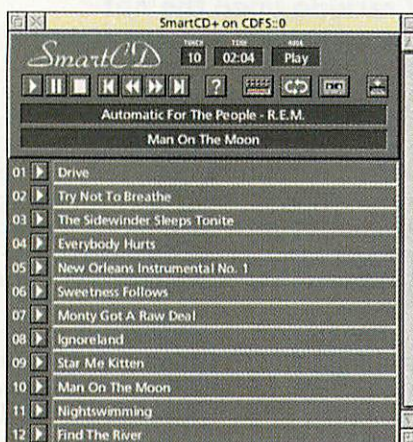 SmartCD+ on CDFS::0
SmartCD
TRACK TIME MODE
10 02:04 Play
?
Automatic For The People - R.E.M.
Man On The Moon
01 Drive
02 Try Not To Breathe
03 The Sidewinder Sleeps Tonite
04 Everybody Hurts
05 New Orleans Instrumental No. 1
06 Sweetness Follows
07 Monty Got A Raw Deal
08 Ignoreland
09 Star Me Kitten
10 Man On The Moon
11 Nightswimming
12 Find The River